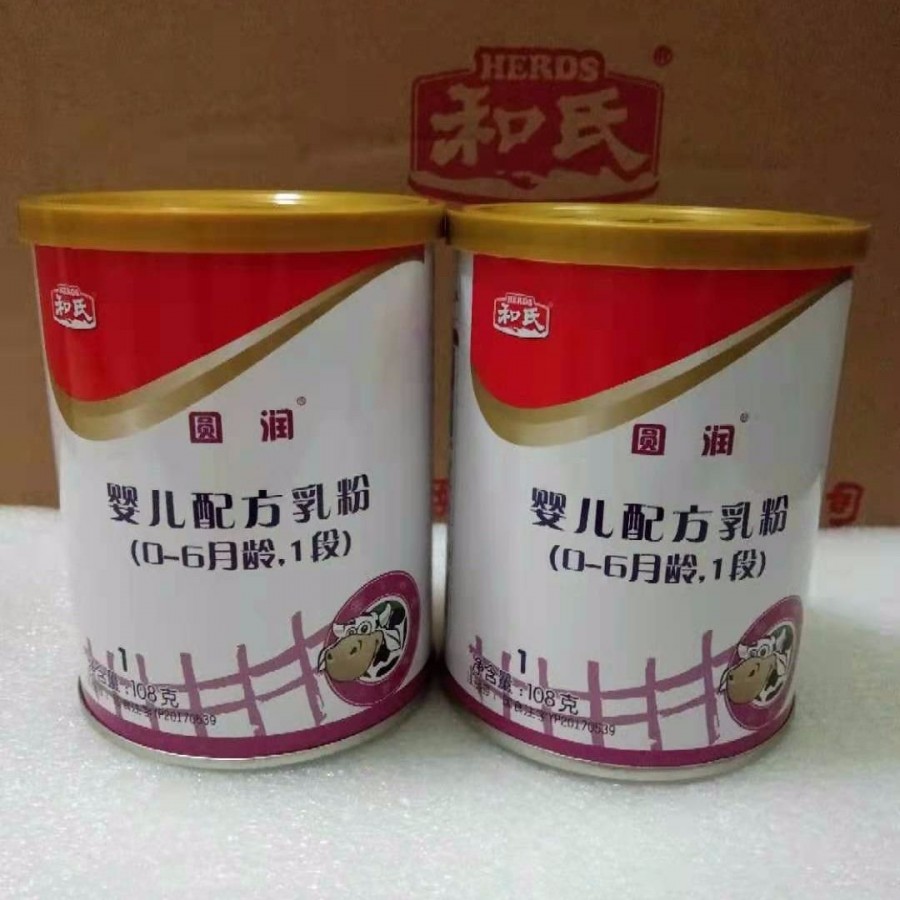 HERDS
和氏
®
HERDS
和氏
圆润®
婴儿配方乳粉
(0-6月龄,1段)
1
净含量:108克
YP20170539
HERDS
和氏
圆润®
婴儿配方乳粉
(0-6月龄,1段)
1
净含量:108克
YP20170539